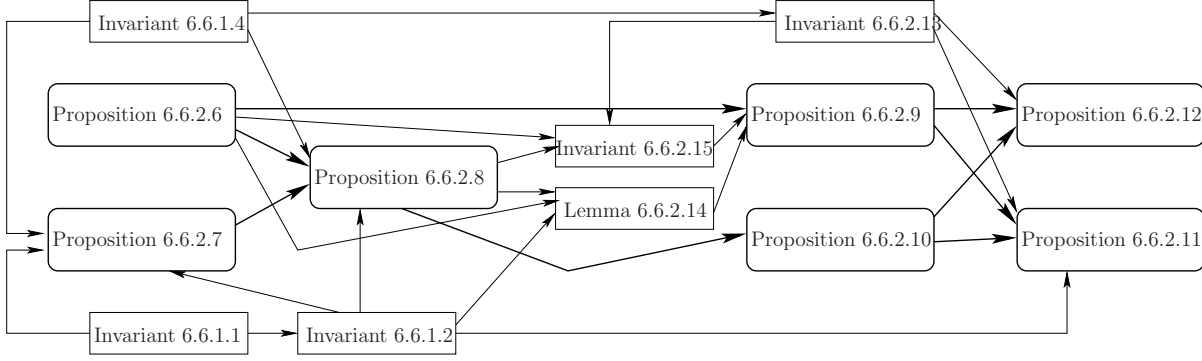 Invariant 6.6.1.4
Invariant 6.6.2.13
Proposition 6.6.2.6
Proposition 6.6.2.9
Proposition 6.6.2.12
Invariant 6.6.2.15
Proposition 6.6.2.8
Lemma 6.6.2.14
Proposition 6.6.2.7
Proposition 6.6.2.10
Proposition 6.6.2.11
Invariant 6.6.1.1
Invariant 6.6.1.2